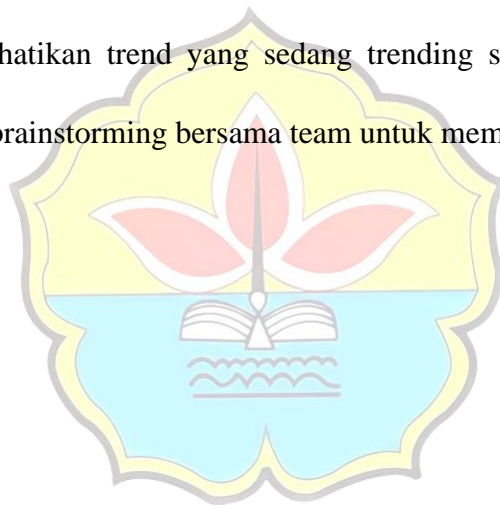 hatikan trend yang sedang trending s
brainstorming bersama team untuk mem